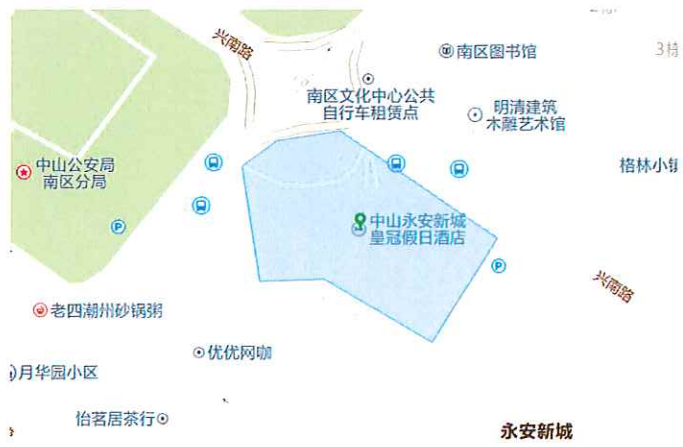 兴南路
南区图书馆
南区文化中心公共
自行车租赁点
明清建筑
木雕艺术馆
中山公安局
南区分局
格林小镇
P
中山永安新城
皇冠假日酒店
P
兴南路
老四潮州砂锅粥
优优网咖
月华园小区
怡茗居茶行
永安新城